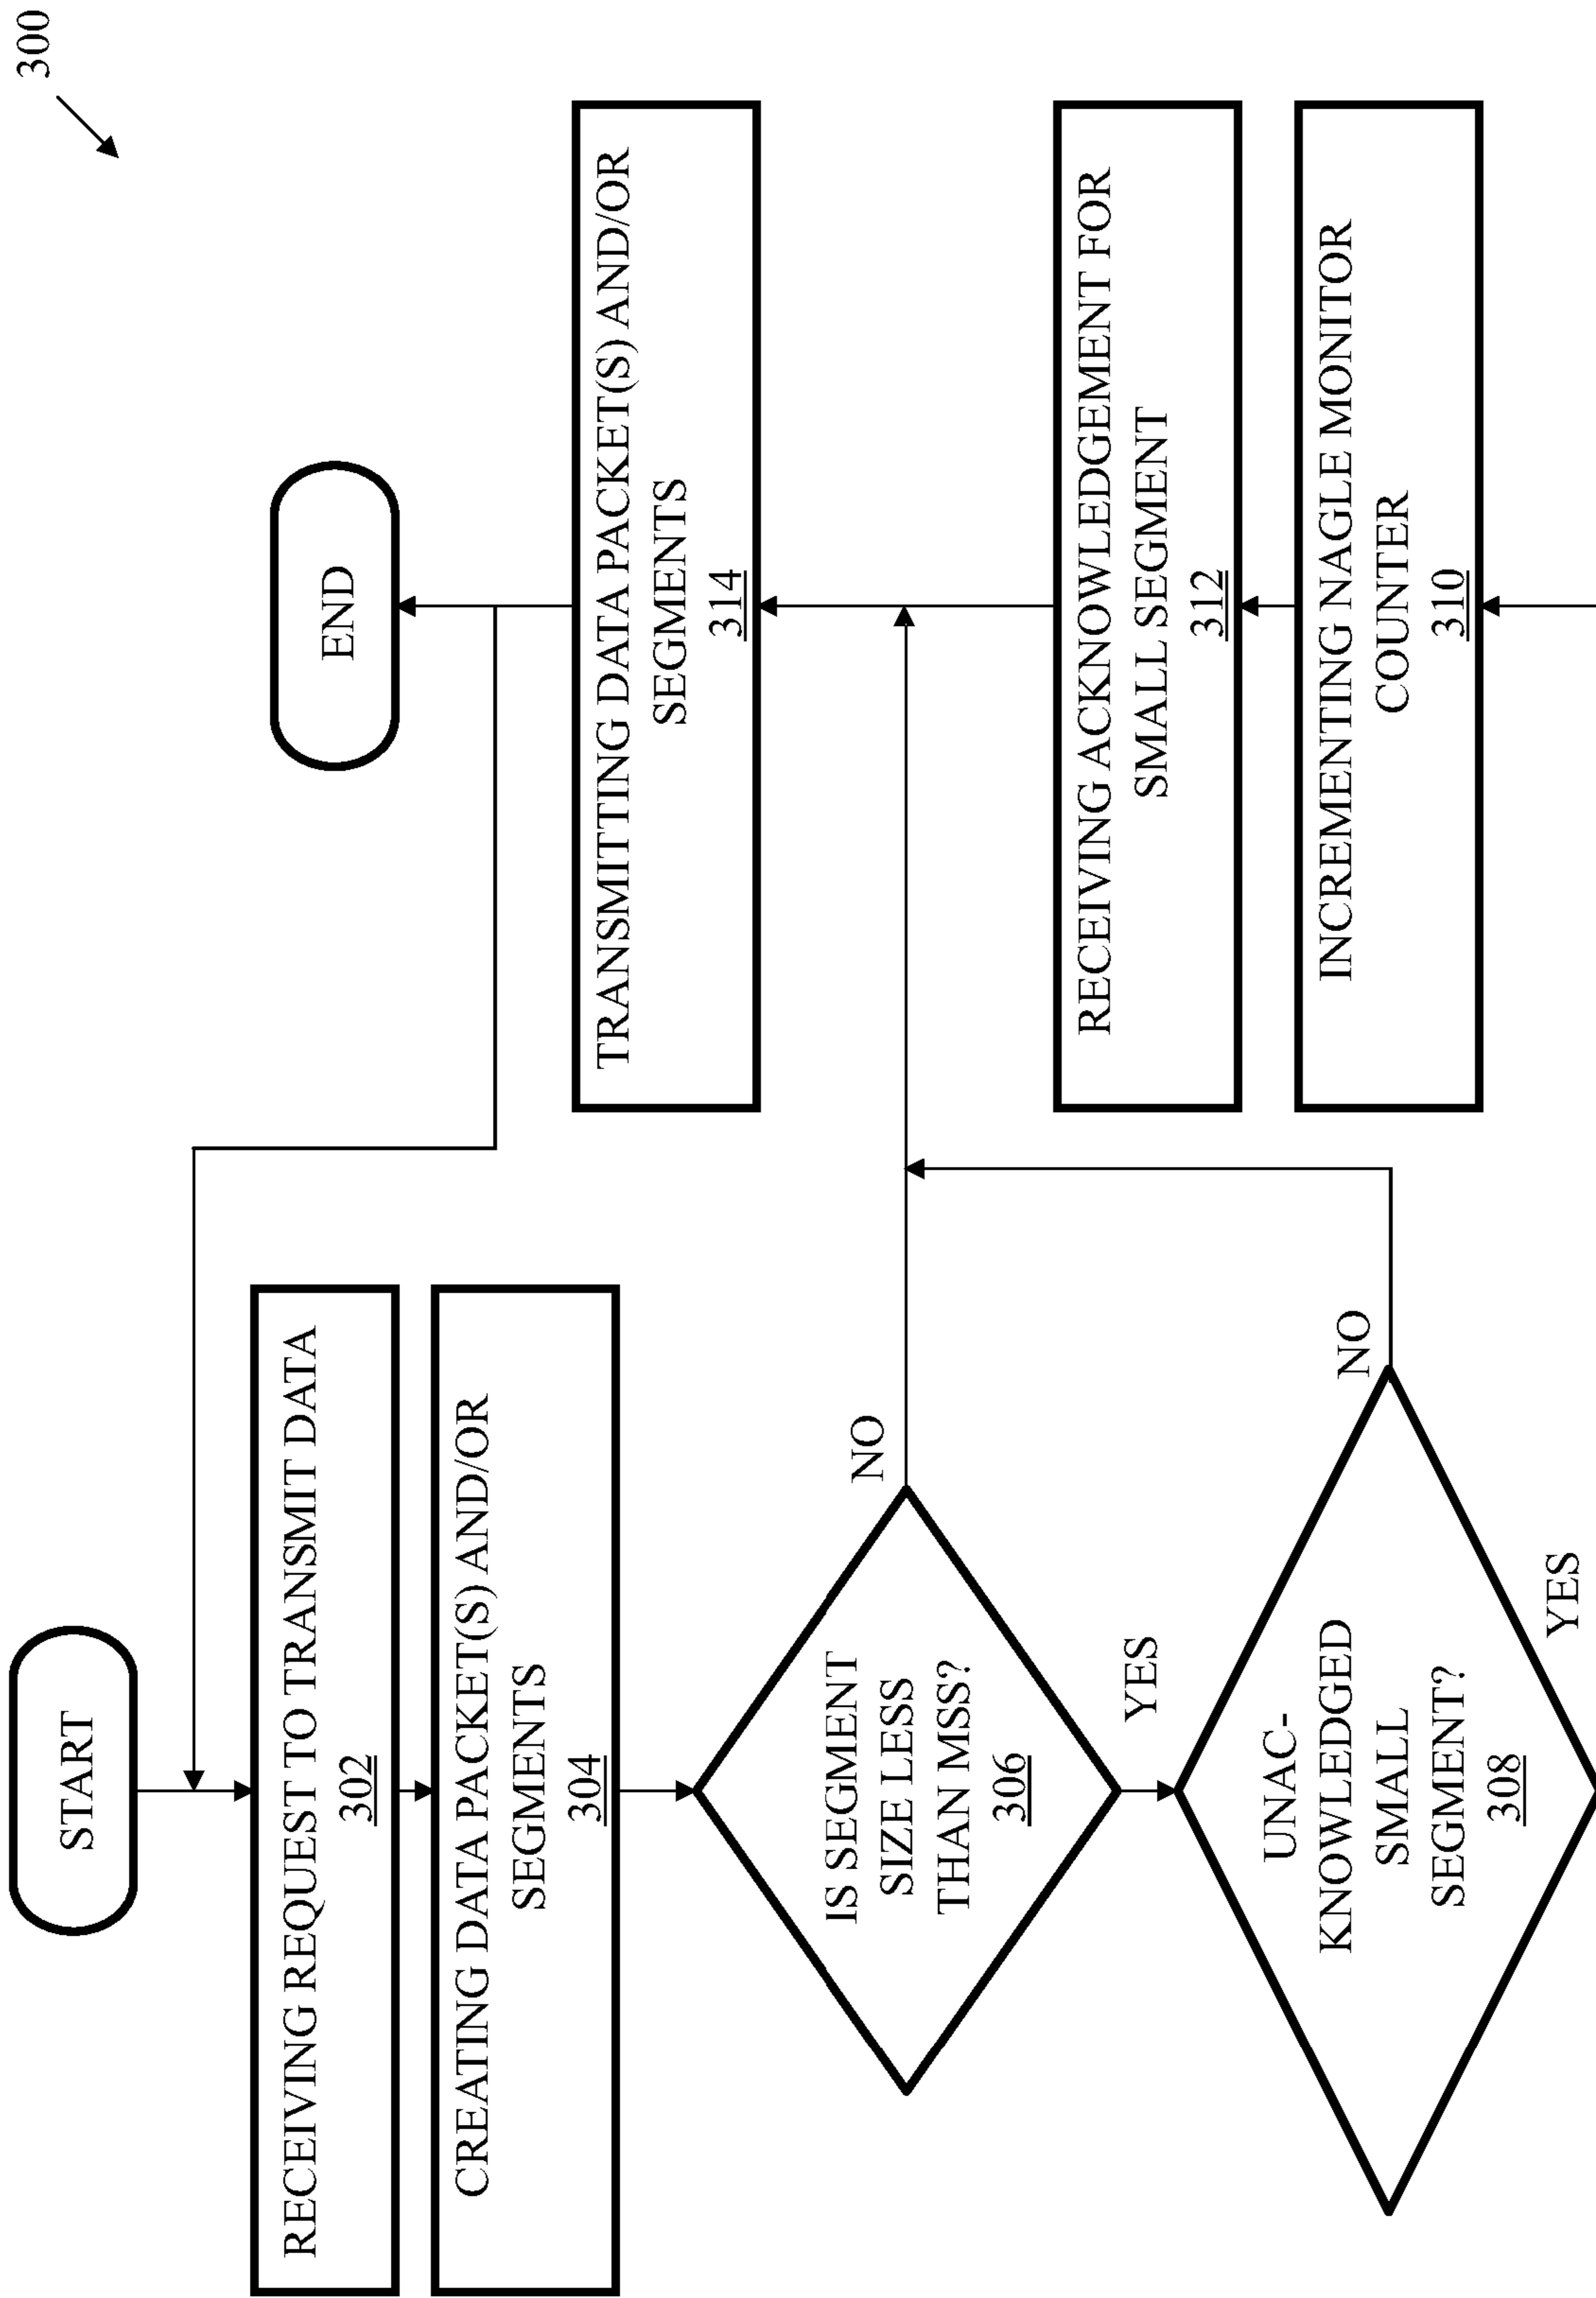 300
START
RECEIVING REQUEST TO TRANSMIT DATA
302
CREATING DATA PACKET(S) AND/OR
SEGMENTS
304
IS SEGMENT
SIZE LESS
THAN MSS?
306
NO
YES
UNAC-
KNOWLEDGED
SMALL
SEGMENT?
308
NO
YES
INCREMENTING NAGLE MONITOR
COUNTER
310
RECEIVING ACKNOWLEDGEMENT FOR
SMALL SEGMENT
312
TRANSMITTING DATA PACKET(S) AND/OR
SEGMENTS
314
END